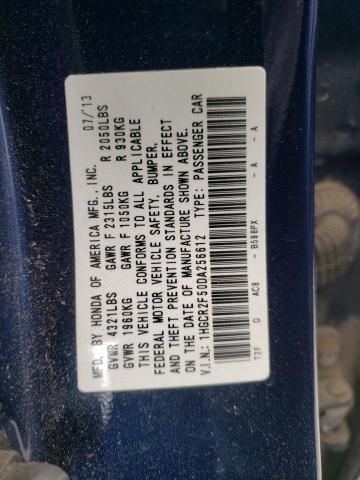 MFD. BY HONDA OF AMERICA MFG., INC. 07/13
GVWR 4321LBS GAWR F 2315LBS R 2050LBS
GVWR 1960KG GAWR F 1050KG R 930KG
THIS VEHICLE CONFORMS TO ALL APPLICABLE
FEDERAL MOTOR VEHICLE SAFETY, BUMPER,
AND THEFT PREVENTION STANDARDS IN EFFECT
ON THE DATE OF MANUFACTURE SHOWN ABOVE.
V.I.N.: 1HGCR2F50DA256612 TYPE: PASSENGER CAR
T2F D AC8 - B588PX - A - A